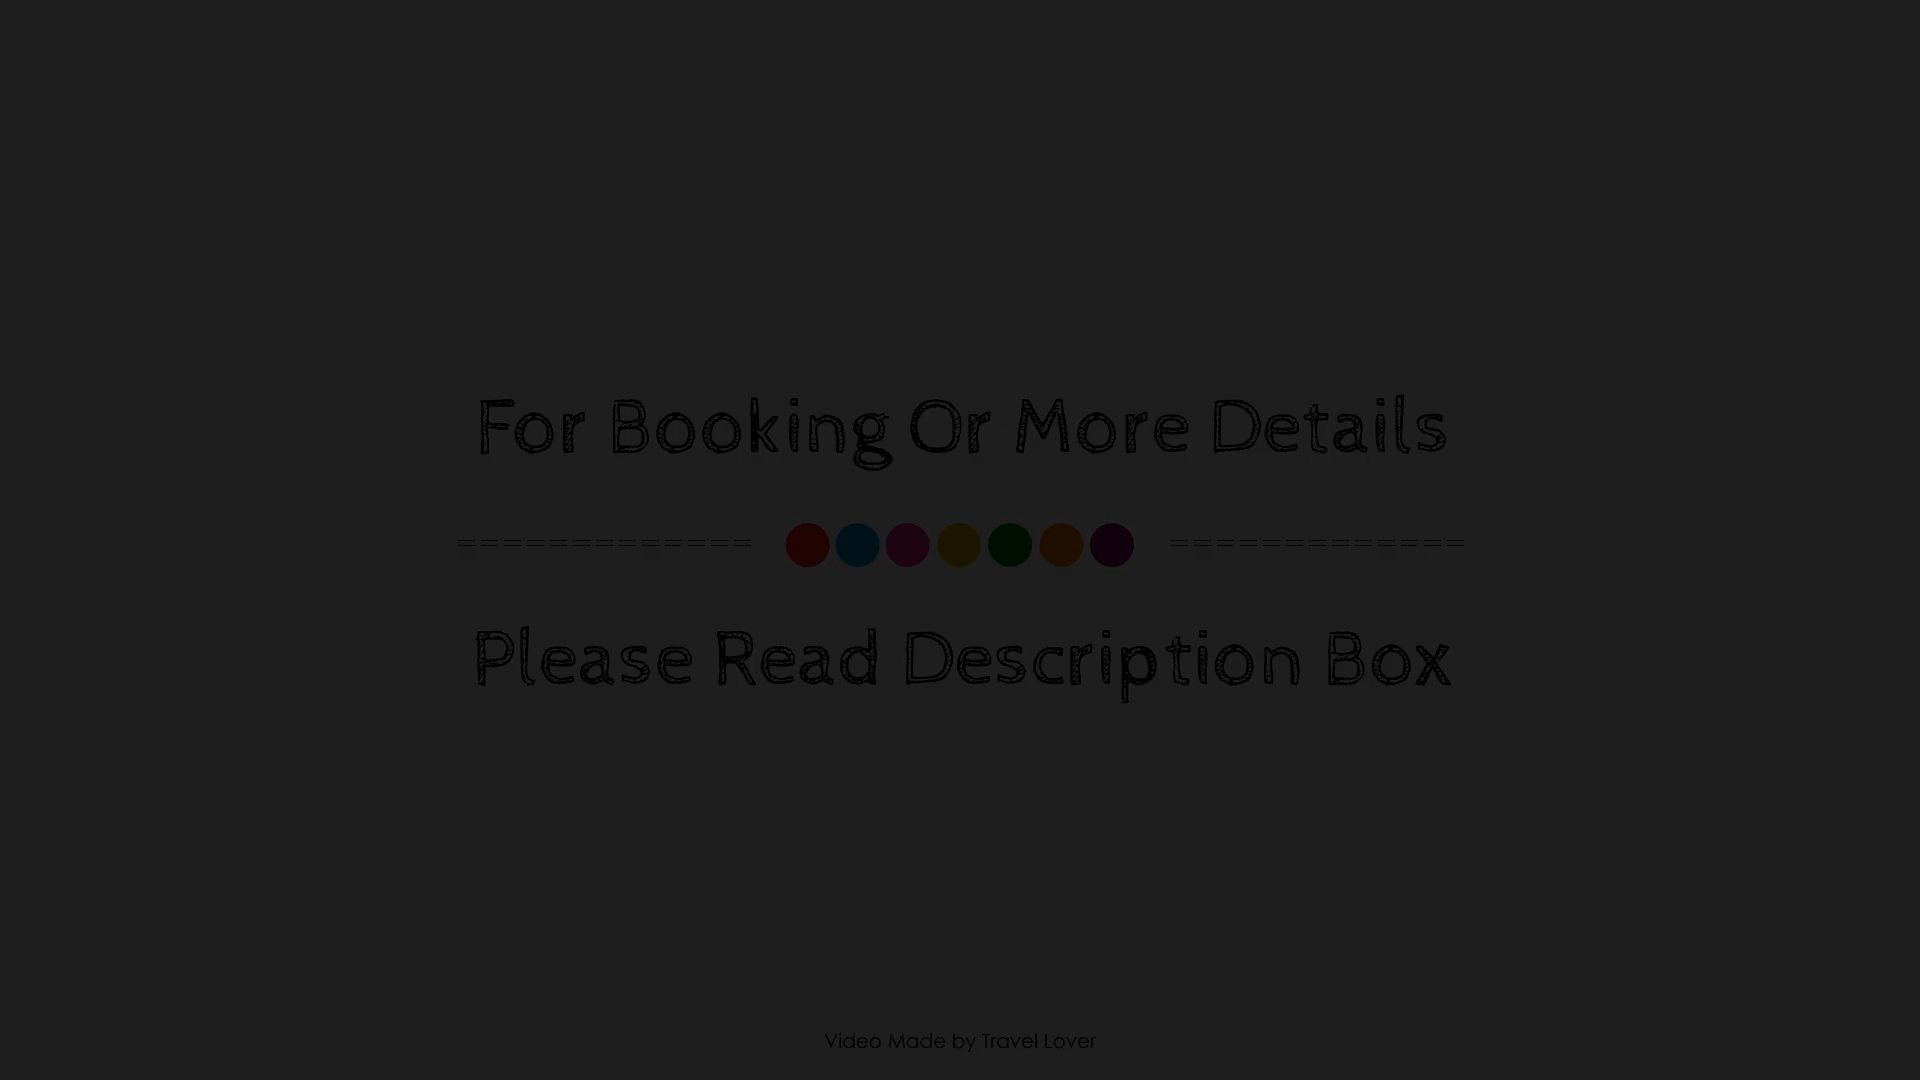 For Booking Or More Details
============= =============
Please Read Description Box
Video Made by Travel Lover